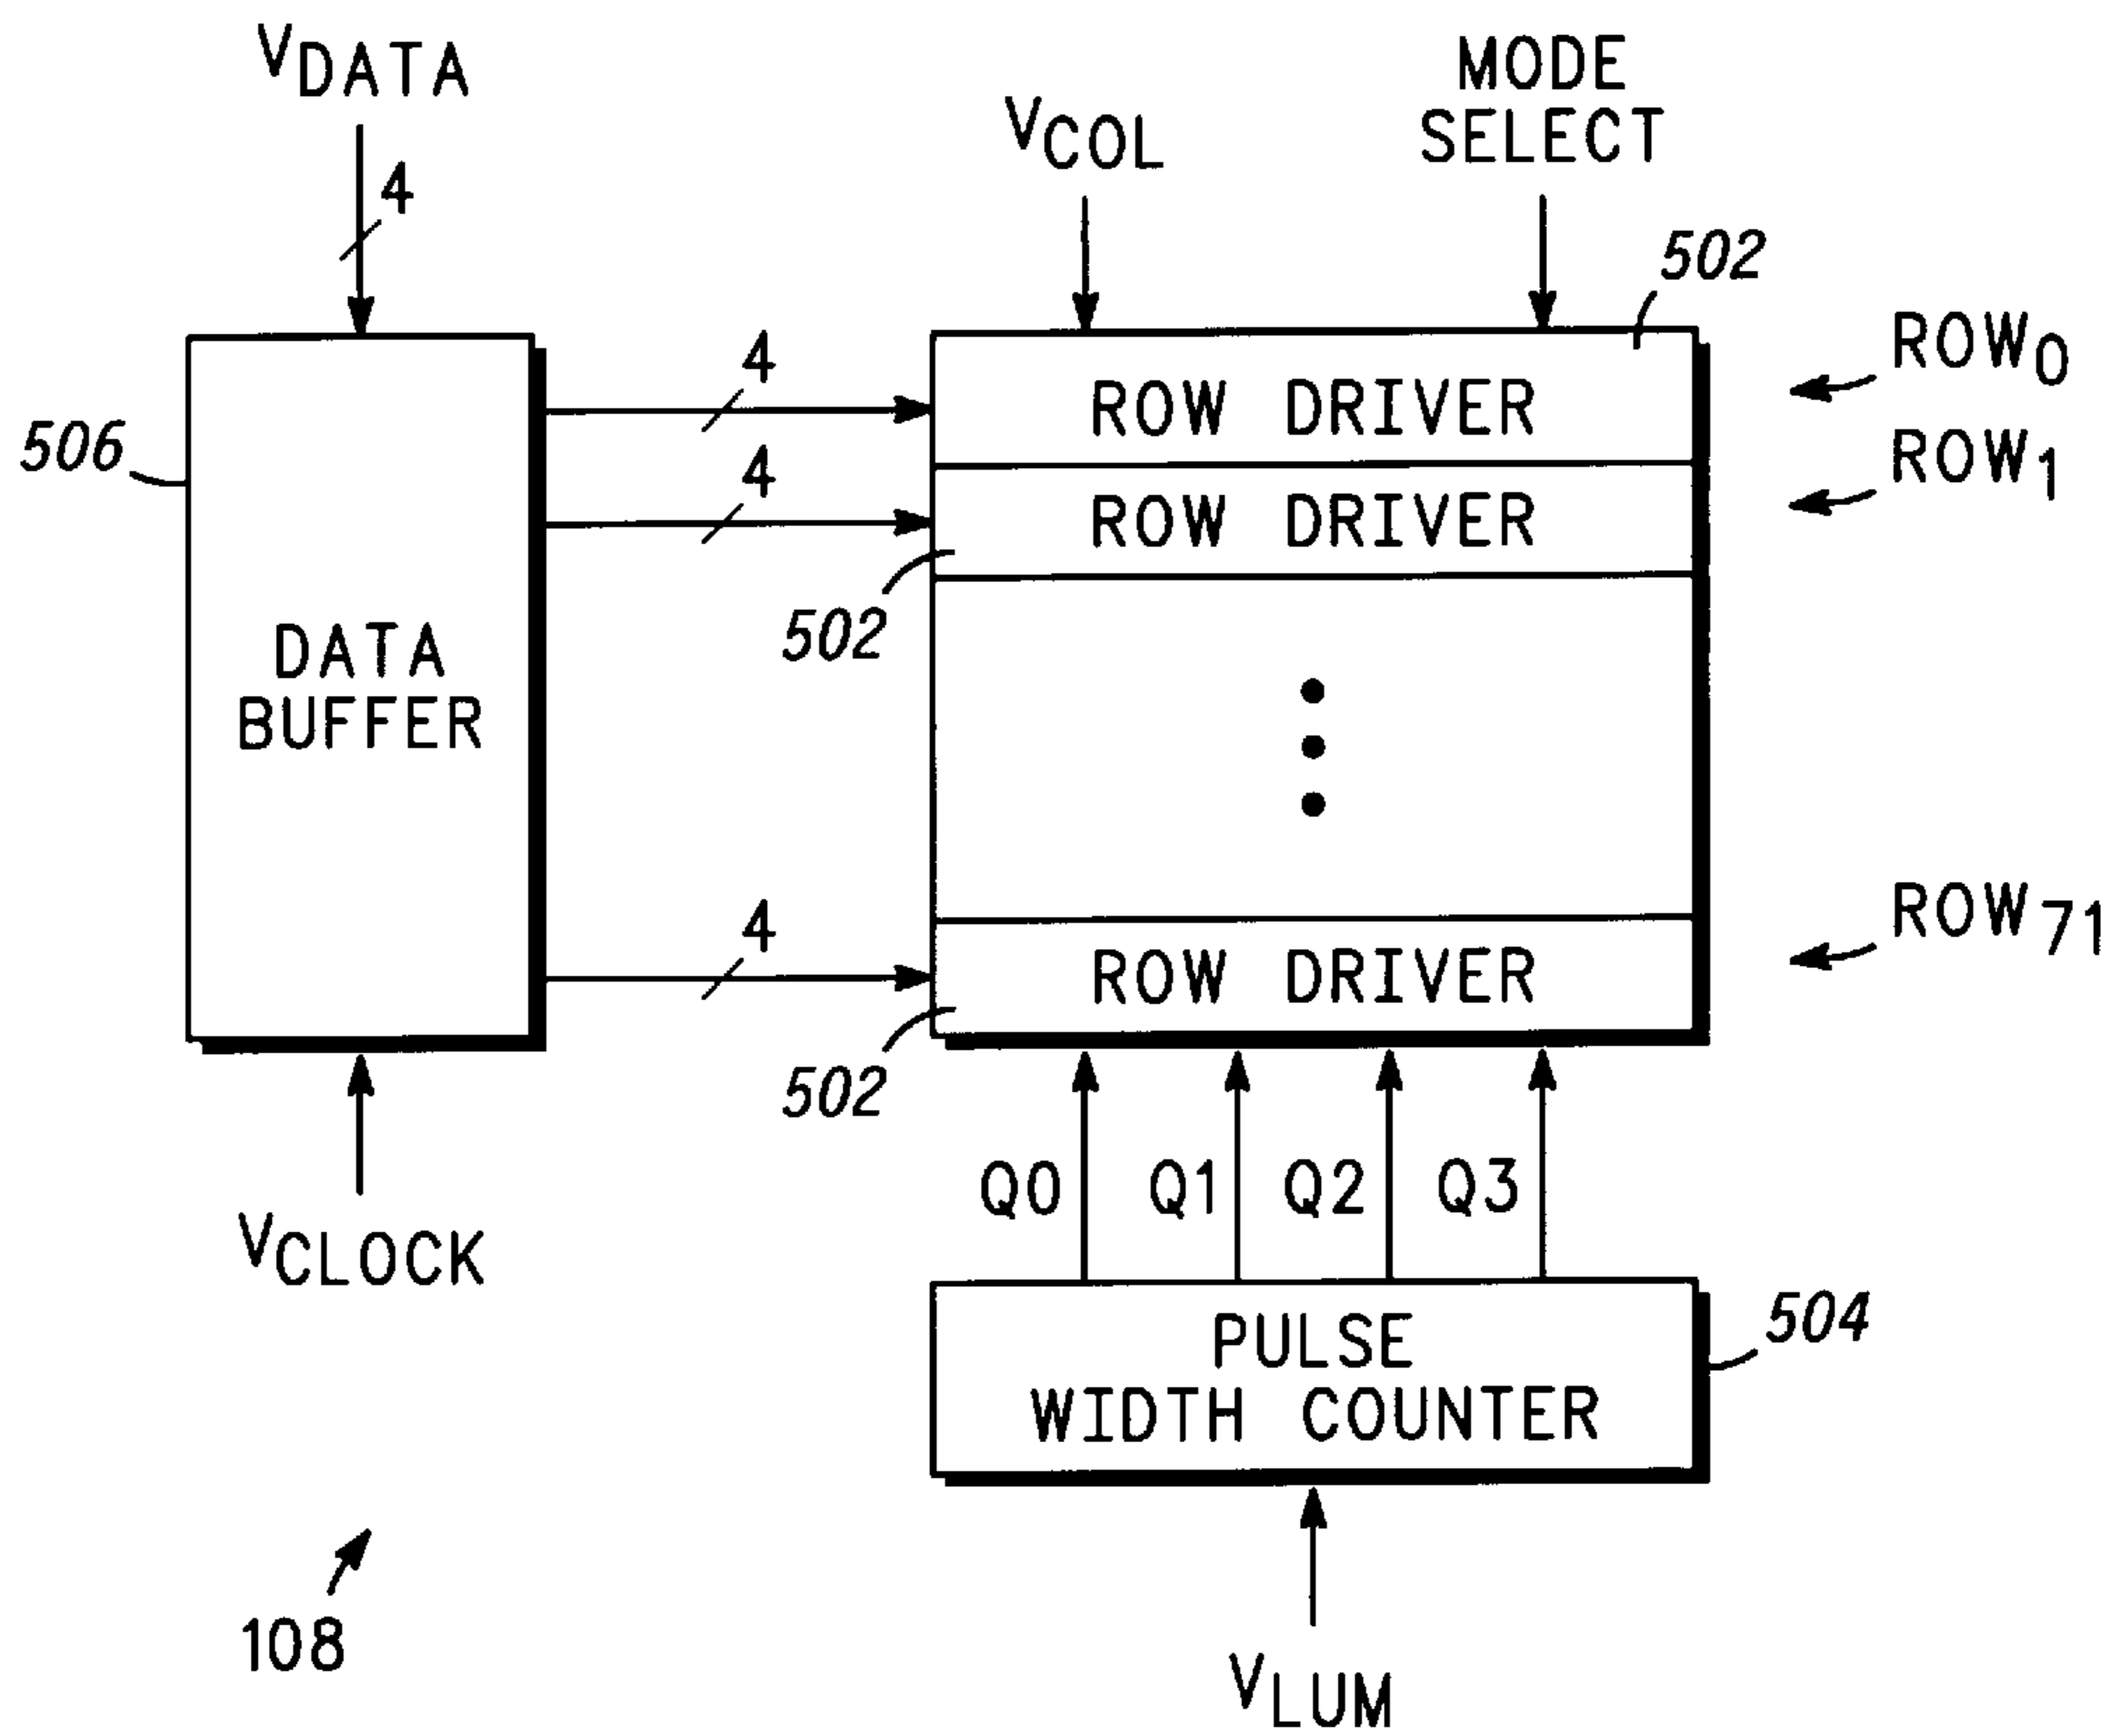 VDATA
4
VCOL
MODE
SELECT
502
ROW0
4
ROW DRIVER
506
4
ROW1
ROW DRIVER
502
DATA
BUFFER
4
ROW71
ROW DRIVER
502
Q0 Q1 Q2 Q3
VCLOCK
PULSE
WIDTH COUNTER
504
108
VLUM